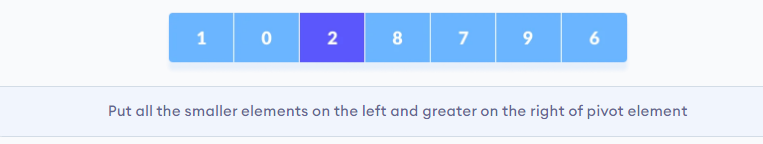 1 0 2 8 7 9 6
Put all the smaller elements on the left and greater on the right of pivot element